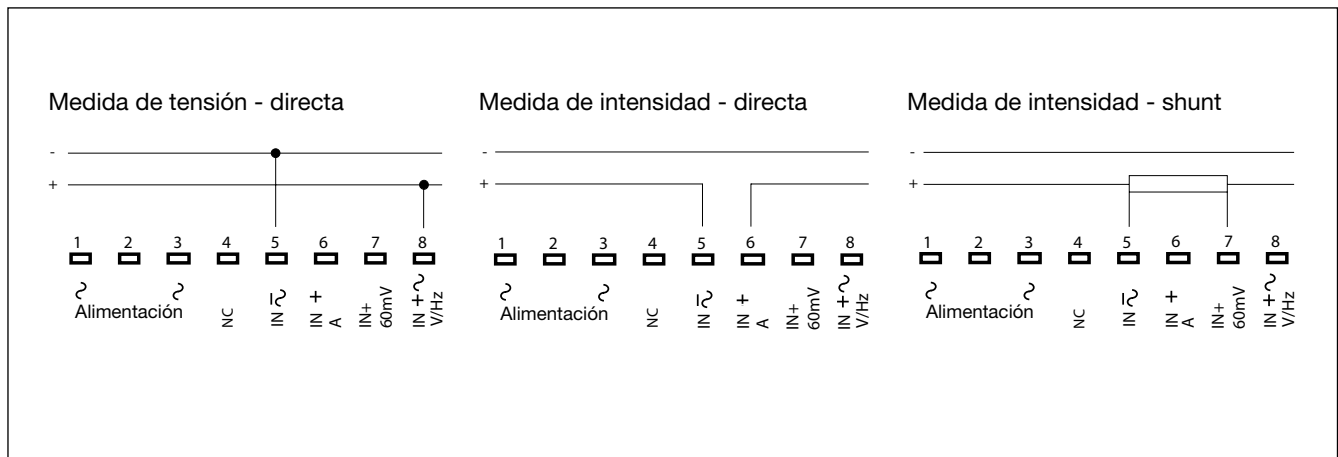 Medida de tensión - directa
-
+
1 2 3 4 5 6 7 8
~ Alimentación ~
NC
IN –~
IN +
A
IN+
60mV
IN +~
V/Hz
Medida de intensidad - directa
-
+
1 2 3 4 5 6 7 8
~ Alimentación ~
NC
IN –~
IN +
A
IN+
60mV
IN +~
V/Hz
Medida de intensidad - shunt
-
+
1 2 3 4 5 6 7 8
~ Alimentación ~
NC
IN –~
IN +
A
IN+
60mV
IN +~
V/Hz